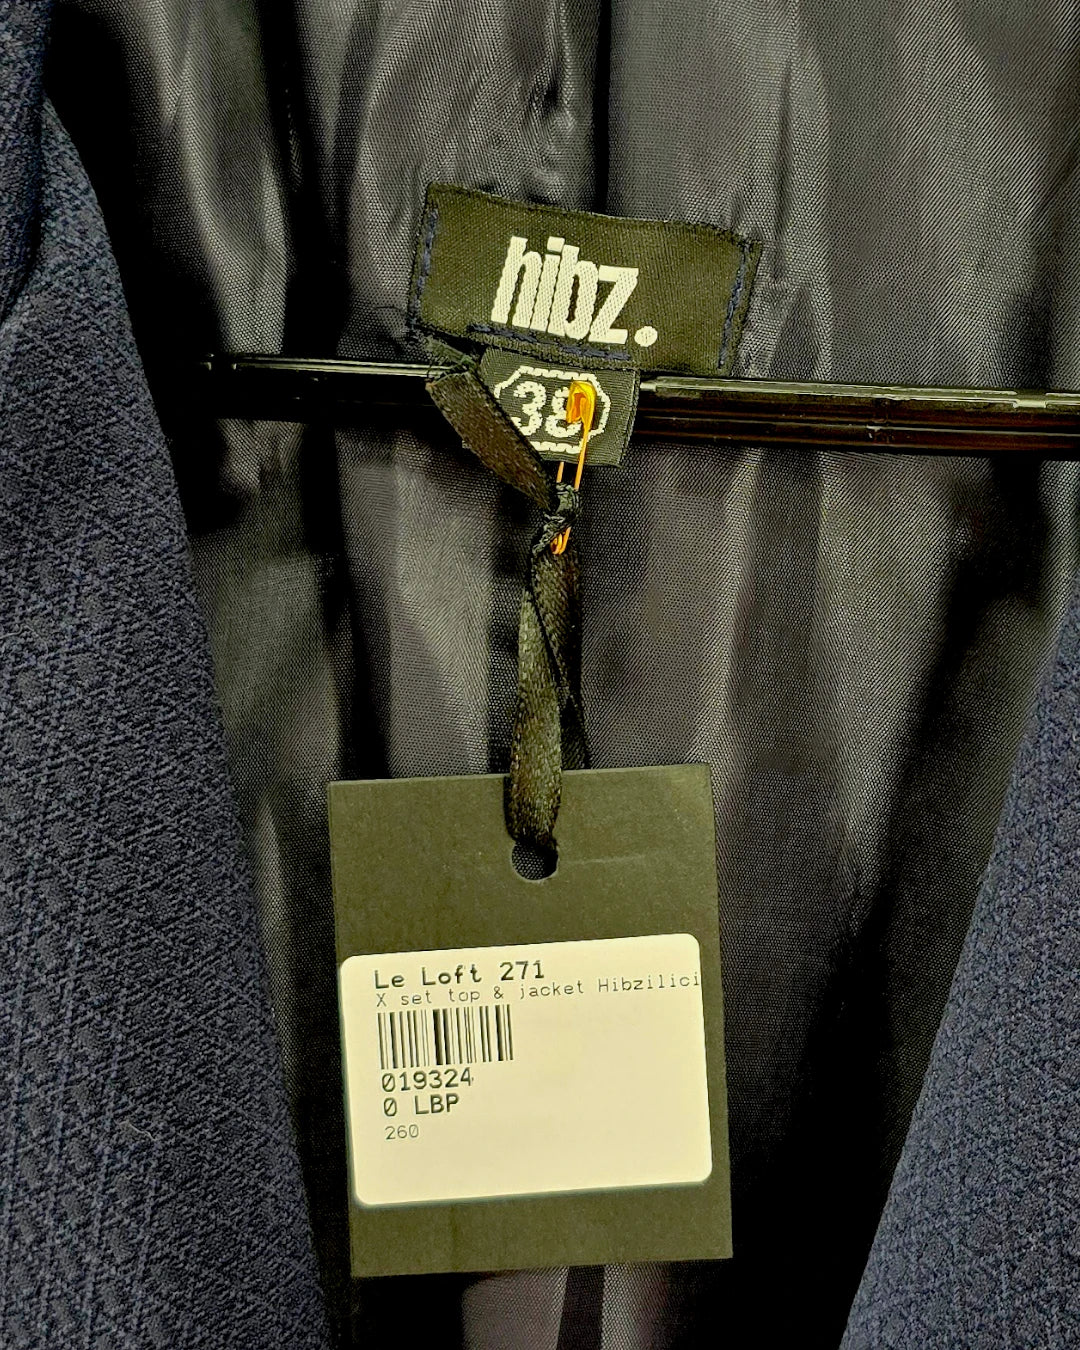 hibz.
38
Le Loft 271
X set top & jacket Hibzilici
019324
0 LBP
260